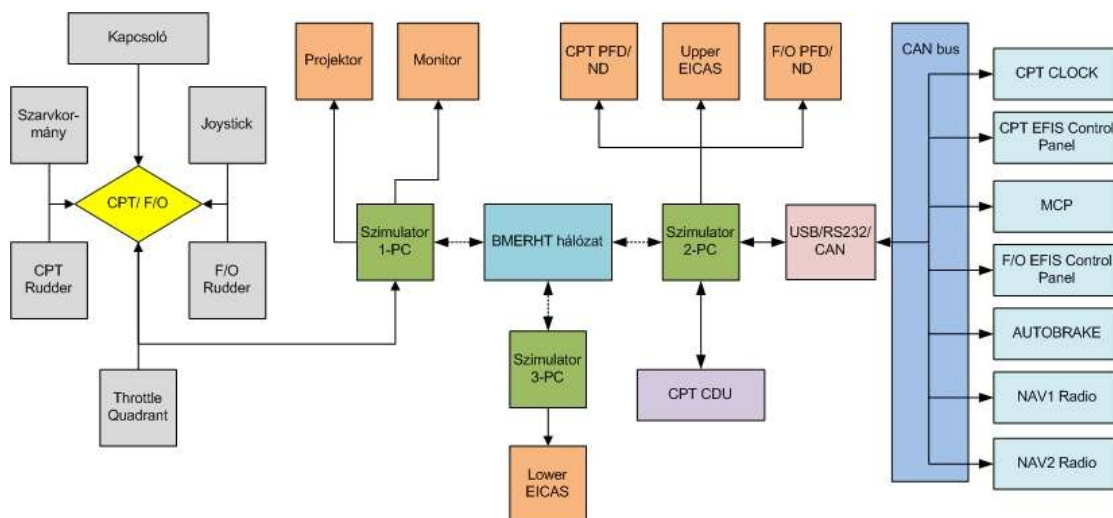 Kapcsoló
Szarvkor-
mány
Joystick
CPT/ F/O
CPT
Rudder
F/O
Rudder
Throttle
Quadrant
Projektor
Monitor
Szimulator
1-PC
BMERHT hálózat
Szimulator
3-PC
Lower
EICAS
CPT PFD/
ND
Upper
EICAS
F/O PFD/
ND
Szimulator
2-PC
CPT CDU
USB/RS232/
CAN
CAN bus
CPT CLOCK
CPT EFIS Control
Panel
MCP
F/O EFIS Control
Panel
AUTOBRAKE
NAV1 Radio
NAV2 Radio